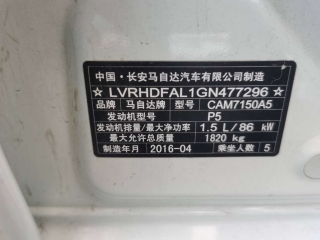 中国·长安马自达汽车有限公司制造
☆ LVRHDFAL1GN477296 ☆
品牌 马自达牌 型号 CAM7150A5
发动机型号 P5
发动机排量/最大净功率 1.5 L/86 kW
最大允许总质量 1820 kg
制造年月 2016-04 乘坐人数 5